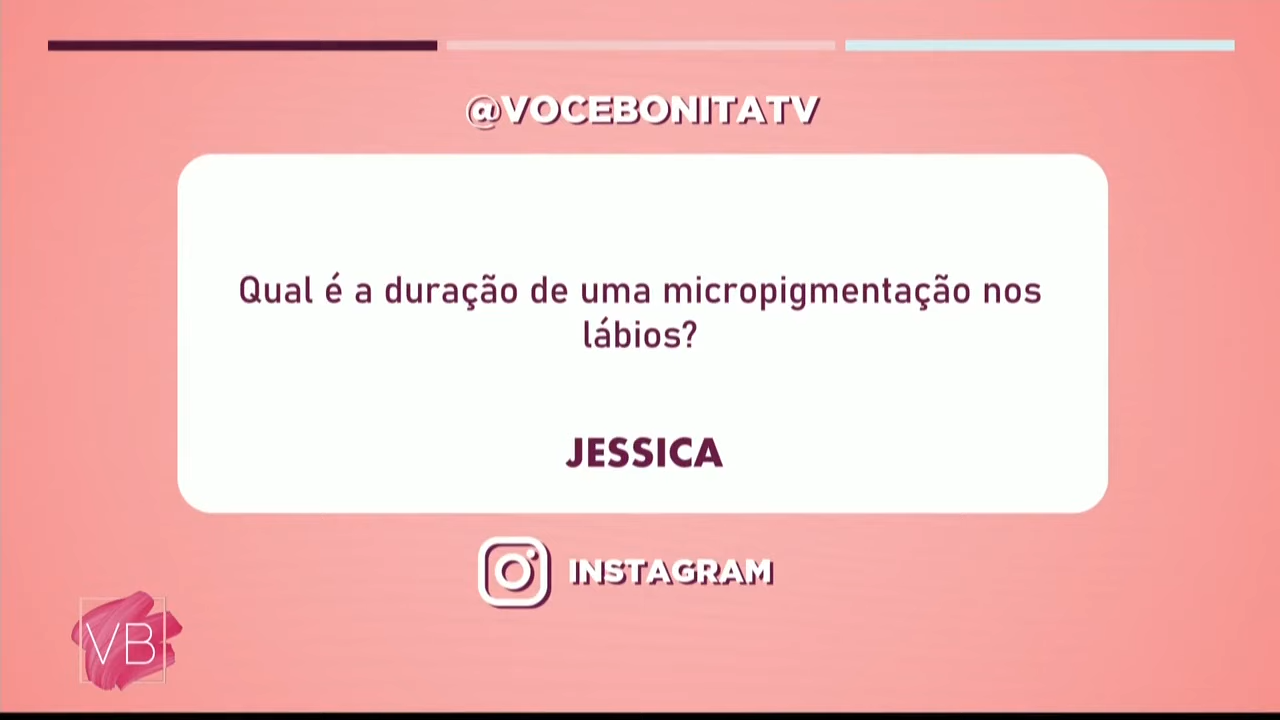 @VOCEBONITATV
Qual é a duração de uma micropigmentação nos
lábios?
JESSICA
INSTAGRAM
VB